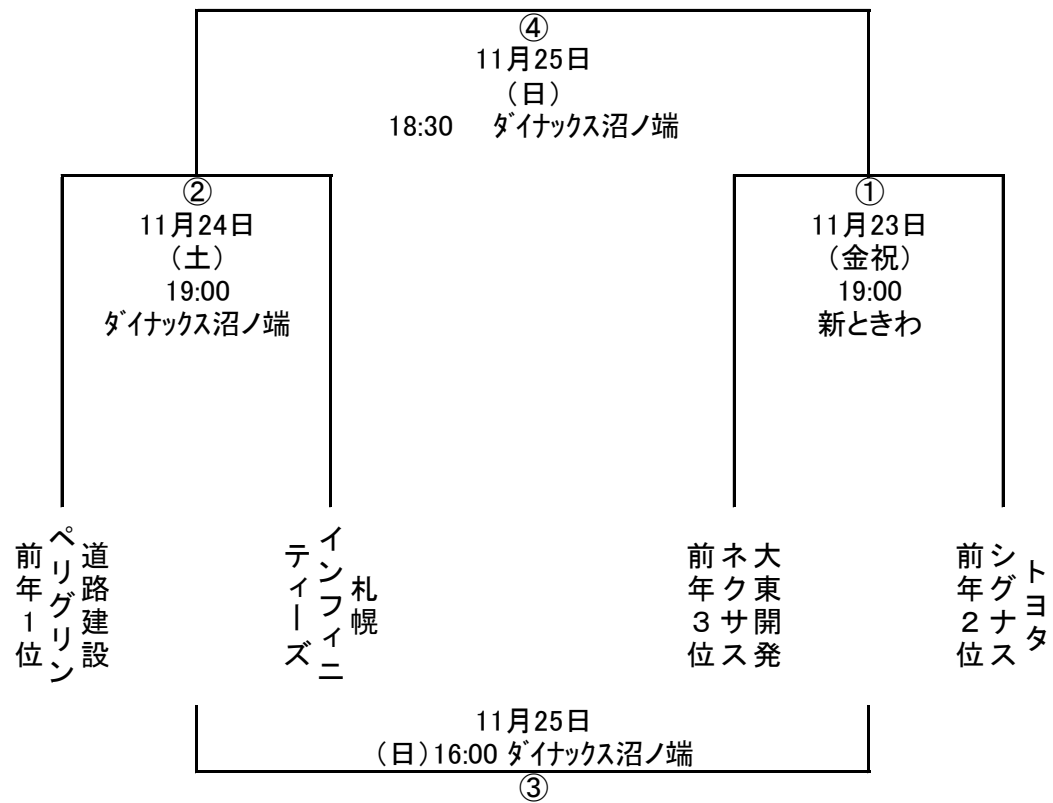 ④
11月25日
（日）
18:30　ﾀﾞｲﾅｯｸｽ沼ノ端
②
11月24日
（土）
19:00
ﾀﾞｲﾅｯｸｽ沼ノ端
①
11月23日
（金祝）
19:00
新ときわ
道路建設
ペリグリン
前年1位
札幌
インフィニ
ティーズ
大東開発
ネクサス
前年３位
トヨタ
シグナス
前年２位
11月25日
（日）16:00 ﾀﾞｲﾅｯｸｽ沼ノ端
③